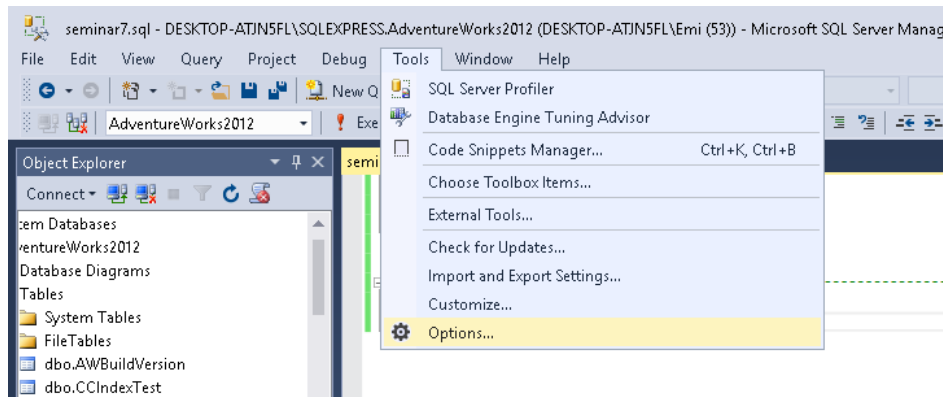 seminar7.sql - DESKTOP-ATJN5FL\SQLEXPRESS.AdventureWorks2012 (DESKTOP-ATJN5FL\Emi (53)) - Microsoft SQL Server Manag
File Edit View Query Project Debug Tools Window Help
New Q
SQL Server Profiler
AdventureWorks2012
Exe
Database Engine Tuning Advisor
Code Snippets Manager... Ctrl+K, Ctrl+B
Choose Toolbox Items...
External Tools...
Check for Updates...
Import and Export Settings...
Customize...
Options...
Object Explorer
semi
Connect
tem Databases
ventureWorks2012
Database Diagrams
Tables
System Tables
FileTables
dbo.AWBuildVersion
dbo.CCIndexTest